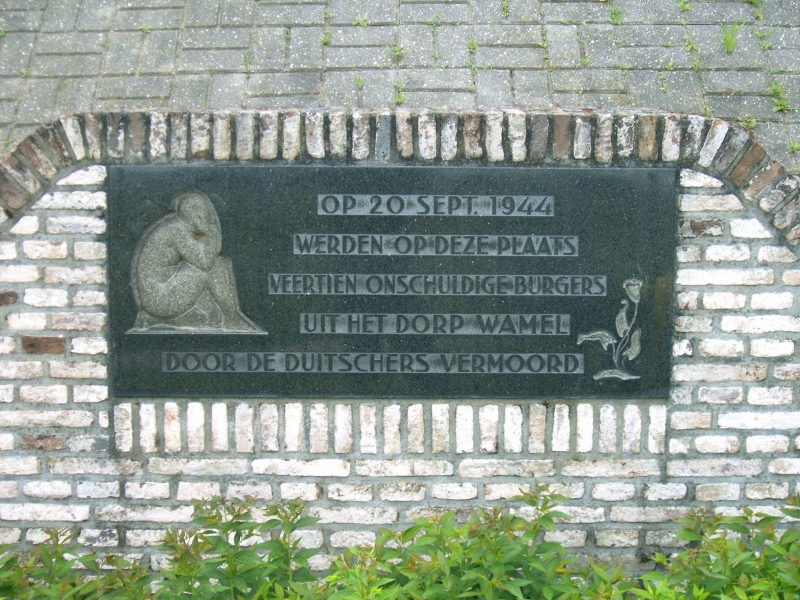 OP 20 SEPT. 1944
WERDEN OP DEZE PLAATS
VEERTIEN ONSCHULDIGE BURGERS
UIT HET DORP WAMEL
DOOR DE DUITSCHERS VERMOORD